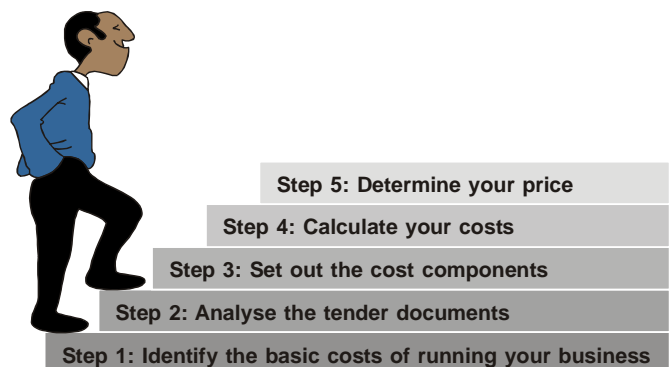 Step 5: Determine your price
Step 4: Calculate your costs
Step 3: Set out the cost components
Step 2: Analyse the tender documents
Step 1: Identify the basic costs of running your business